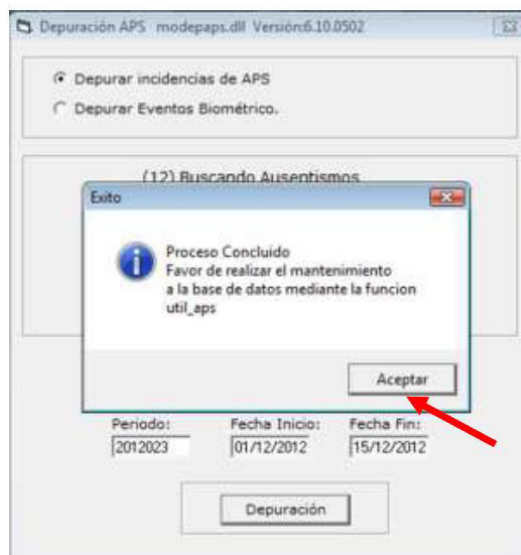 Depuración APS modepaps.dll Versión:6.10.0502
Depurar incidencias de APS
Depurar Eventos Biométrico.
(12) Buscando Ausentismos
Exito
Proceso Concluido
Favor de realizar el mantenimiento
a la base de datos mediante la funcion
util_aps
Aceptar
Periodo: Fecha Inicio: Fecha Fin:
2012023 01/12/2012 15/12/2012
Depuración